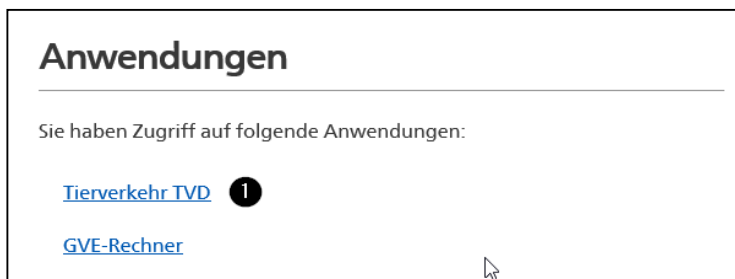 Anwendungen
Sie haben Zugriff auf folgende Anwendungen:
Tierverkehr TVD 1
GVE-Rechner